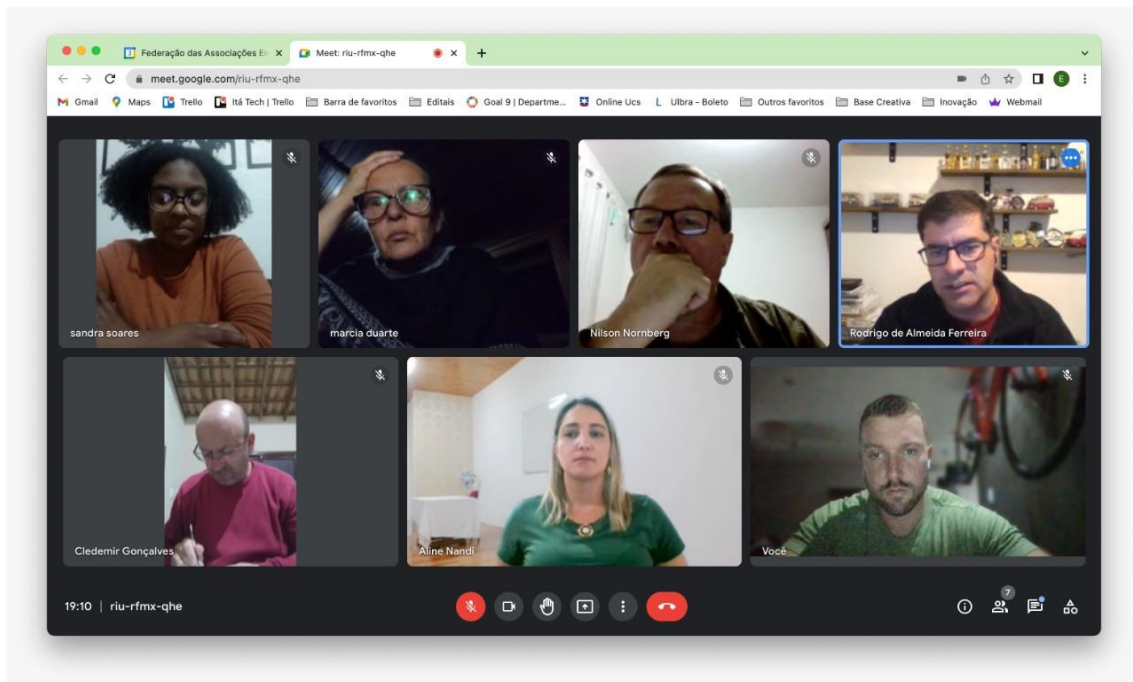 Federação das Associações En
Meet: riu-rfmx-qhe
meet.google.com/riu-rfmx-qhe
E
Gmail Maps Trello Itá Tech | Trello Barra de favoritos Editais Goal 9 | Departme... Online Ucs L Ulbra - Boleto Outros favoritos Base Creativa Inovação Webmail
sandra soares
marcia duarte
Nilson Nornberg
Rodrigo de Almeida Ferreira
Cledemir Gonçalves
Aline Nandi
Você
19:10 | riu-rfmx-qhe
7